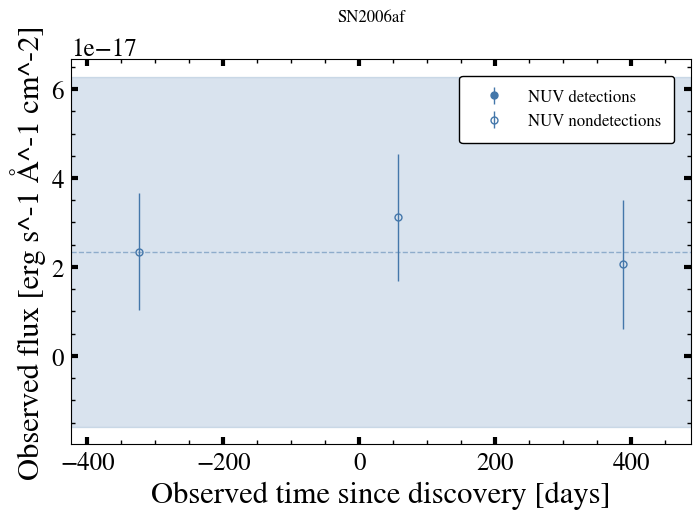 SN2006af
1e−17
6
4
2
0
Observed flux [erg s^-1 Å^-1 cm^-2]
NUV detections
NUV nondetections
−400
−200
0
200
400
Observed time since discovery [days]